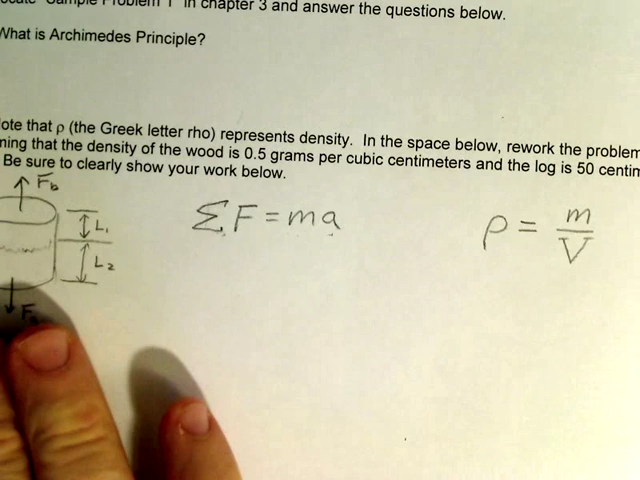 "Sample Problem 1" in chapter 3 and answer the questions below.
What is Archimedes Principle?
ote that ρ (the Greek letter rho) represents density. In the space below, rework the problem
ming that the density of the wood is 0.5 grams per cubic centimeters and the log is 50 centim
Be sure to clearly show your work below.
F_b
L₁
ΣF = ma
ρ = m/V
L₂